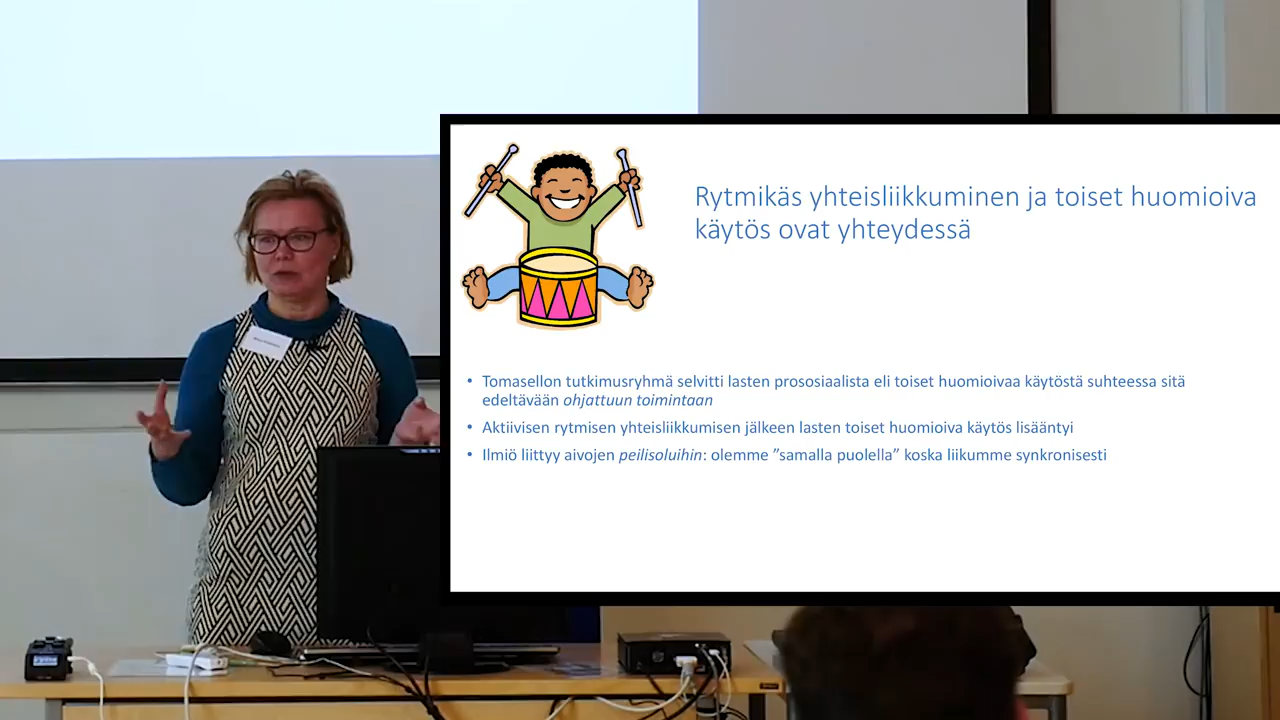 Rytmikäs yhteisliikkuminen ja toiset huomioiva
käytös ovat yhteydessä
• Tomasellon tutkimusryhmä selvitti lasten prososiaalista eli toiset huomioivaa käytöstä suhteessa sitä
edeltävään ohjattuun toimintaan
• Aktiivisen rytmisen yhteisliikkumisen jälkeen lasten toiset huomioiva käytös lisääntyi
• Ilmiö liittyy aivojen peilisoluihin: olemme ”samalla puolella” koska liikumme synkronisesti